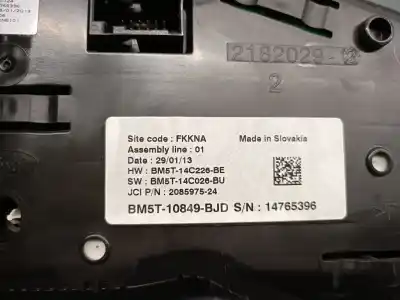 2182029-
2
Site code : FKKNA
Made in Slovakia
Assembly line : 01
Date : 29/01/13
HW : BM5T-14C226-BE
SW : BM5T-14C026-BU
JCI P/N : 2085975-24
BM5T-10849-BJD S/N : 14765396